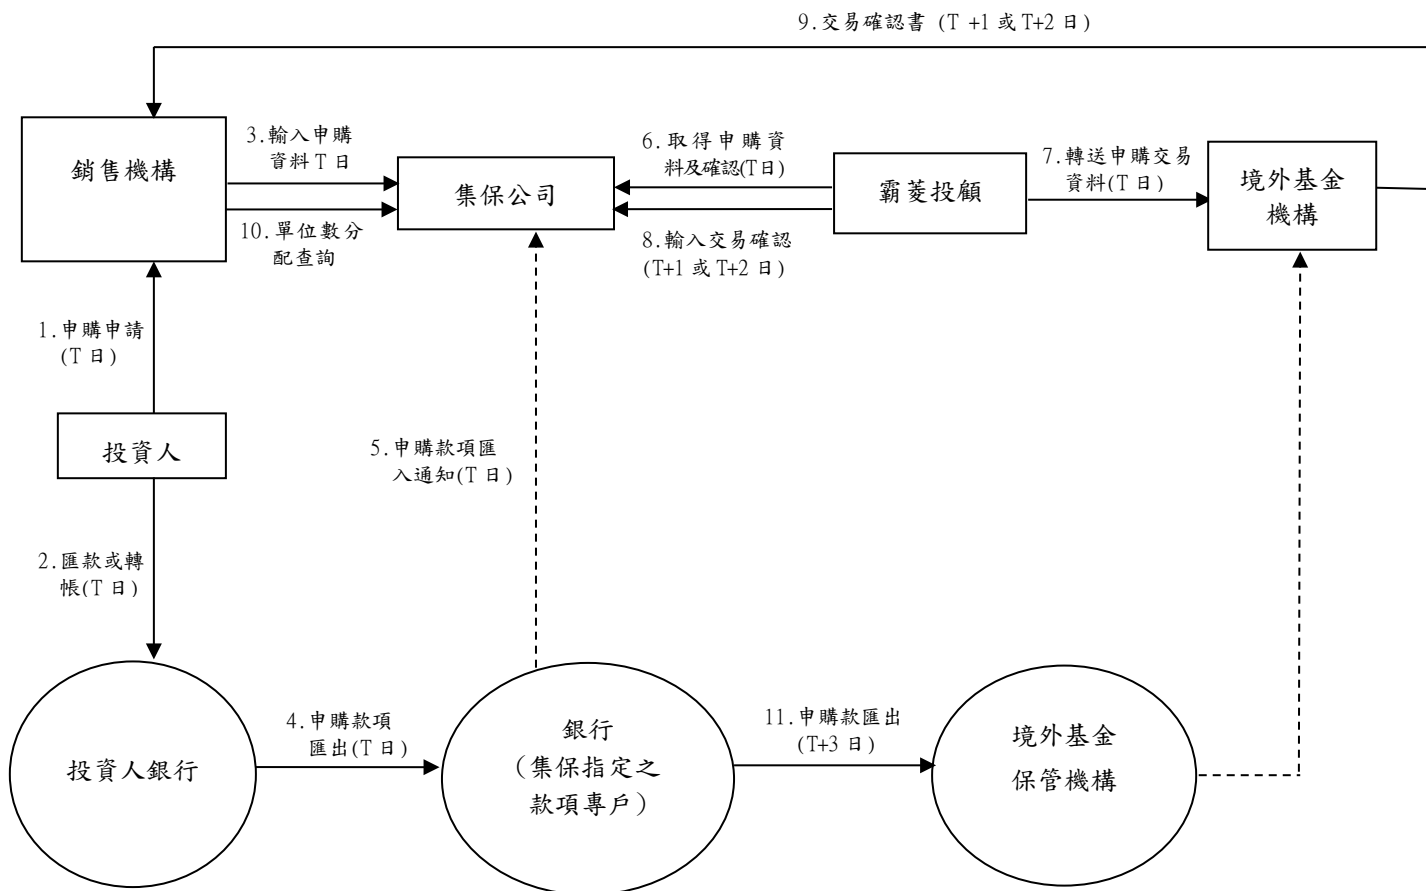 9.交易確認書 (T +1 或 T+2 日)
銷售機構
3.輸入申購
資料 T 日
集保公司
10.單位數分
配查詢
6.取得申購資
料及確認(T日)
霸菱投顧
8.輸入交易確認
(T+1 或 T+2 日)
7.轉送申購交易
資料(T 日)
境外基金
機構
1.申購申請
(T 日)
投資人
2.匯款或轉
帳(T 日)
5.申購款項匯
入通知(T 日)
投資人銀行
4.申購款項
匯出(T 日)
銀行
（集保指定之
款項專戶）
11.申購款匯出
(T+3 日)
境外基金
保管機構